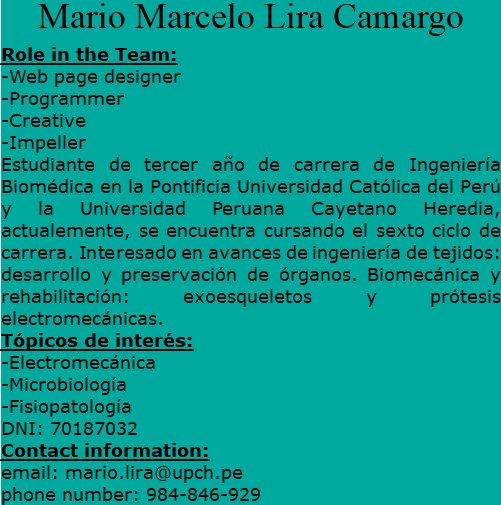 Mario Marcelo Lira Camargo
Role in the Team:
-Web page designer
-Programmer
-Creative
-Impeller
Estudiante de tercer año de carrera de Ingeniería
Biomédica en la Pontificia Universidad Católica del Perú
y la Universidad Peruana Cayetano Heredia,
actualemente, se encuentra cursando el sexto ciclo de
carrera. Interesado en avances de ingeniería de tejidos:
desarrollo y preservación de órganos. Biomecánica y
rehabilitación: exoesqueletos y prótesis
electromecánicas.
Tópicos de interés:
-Electromecánica
-Microbiología
-Fisiopatología
DNI: 70187032
Contact information:
email: mario.lira@upch.pe
phone number: 984-846-929